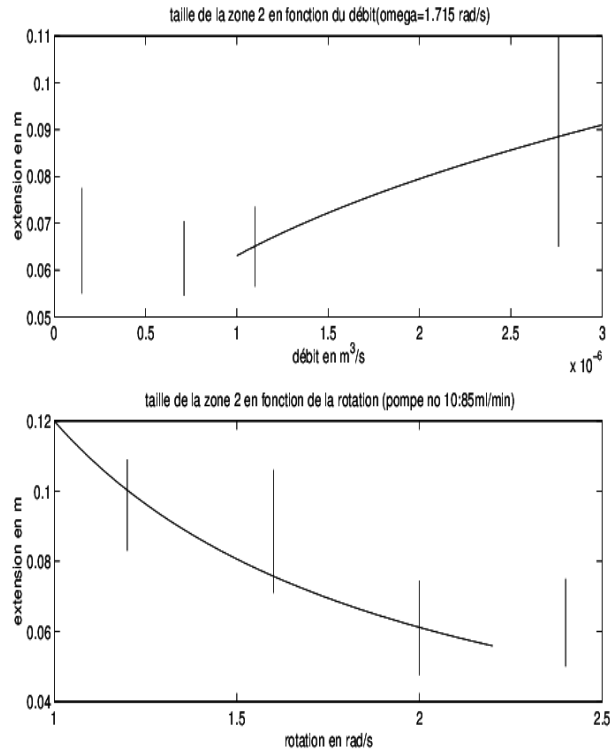 taille de la zone 2 en fonction du débit(omega=1.715 rad/s)
extension en m
0.11
0.1
0.09
0.08
0.07
0.06
0.05
0 0.5 1 1.5 2 2.5 3
débit en m³/s
x 10⁻⁶
taille de la zone 2 en fonction de la rotation (pompe no 10:85ml/min)
extension en m
0.12
0.1
0.08
0.06
0.04
1 1.5 2 2.5
rotation en rad/s